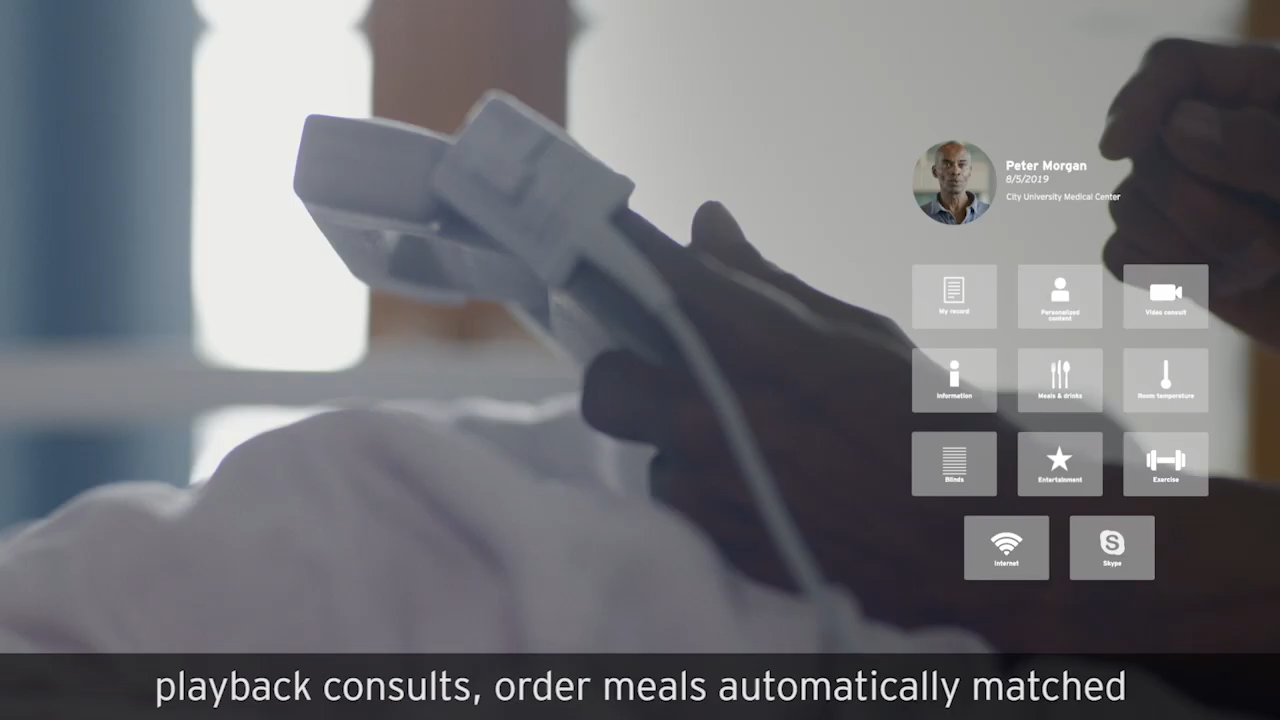 Peter Morgan
8/5/2019
City University Medical Center
My record
Personalized
content
Video consult
Information
Meals & drinks
Room temperature
Blinds
Entertainment
Exercise
Internet
S
Skype
playback consults, order meals automatically matched